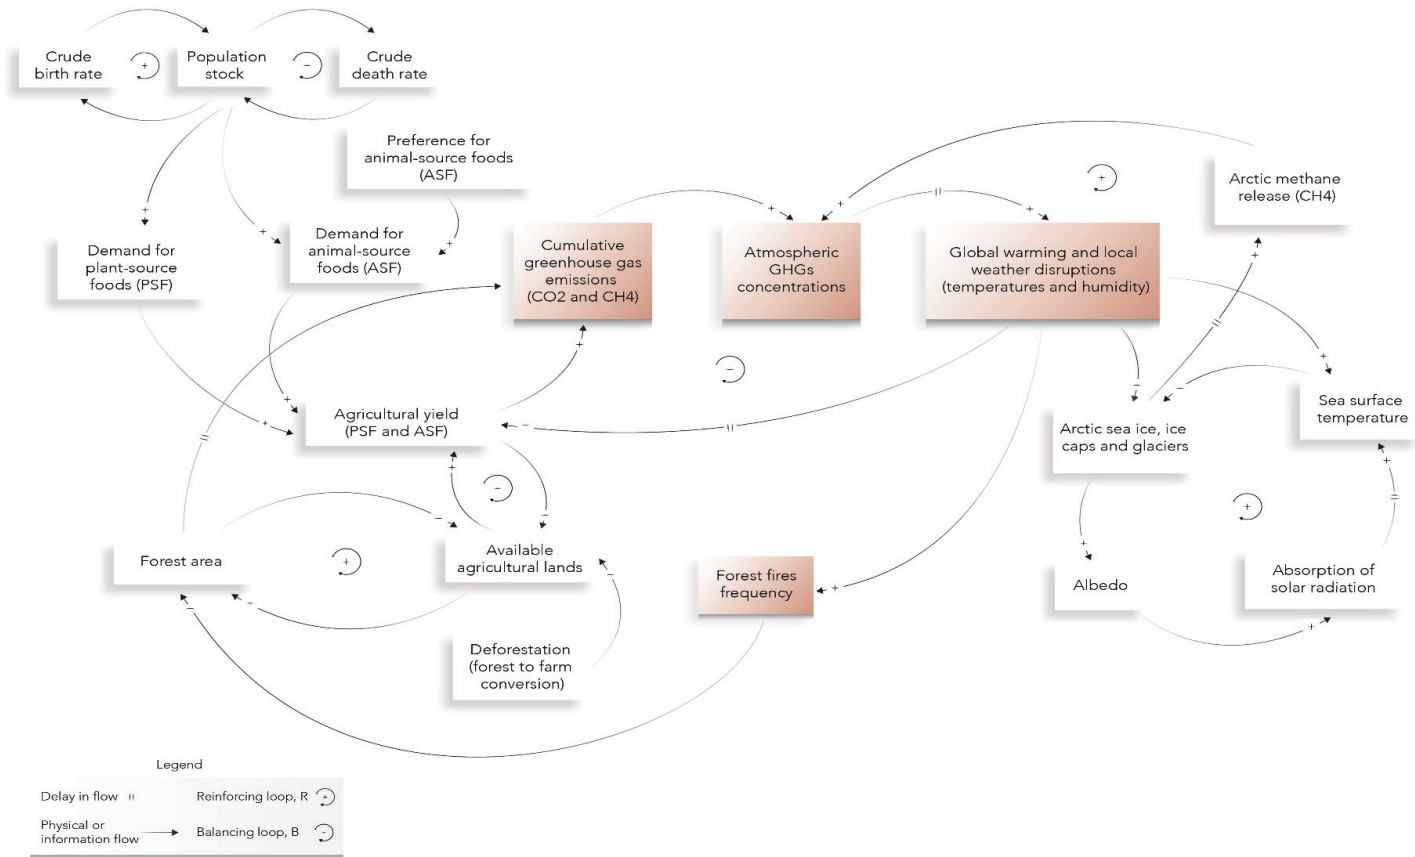 Crude
birth rate
Population
stock
Crude
death rate
Preference for
animal-source foods
(ASF)
Arctic methane
release (CH4)
Demand for
plant-source
foods (PSF)
Demand for
animal-source
foods (ASF)
Cumulative
greenhouse gas
emissions
(CO2 and CH4)
Atmospheric
GHGs
concentrations
Global warming and local
weather disruptions
(temperatures and humidity)
Sea surface
temperature
Agricultural yield
(PSF and ASF)
Arctic sea ice, ice
caps and glaciers
Forest area
Available
agricultural lands
Forest fires
frequency
Albedo
Absorption of
solar radiation
Deforestation
(forest to farm
conversion)
Legend
Delay in flow
Reinforcing loop, R
Physical or
information flow
Balancing loop, B